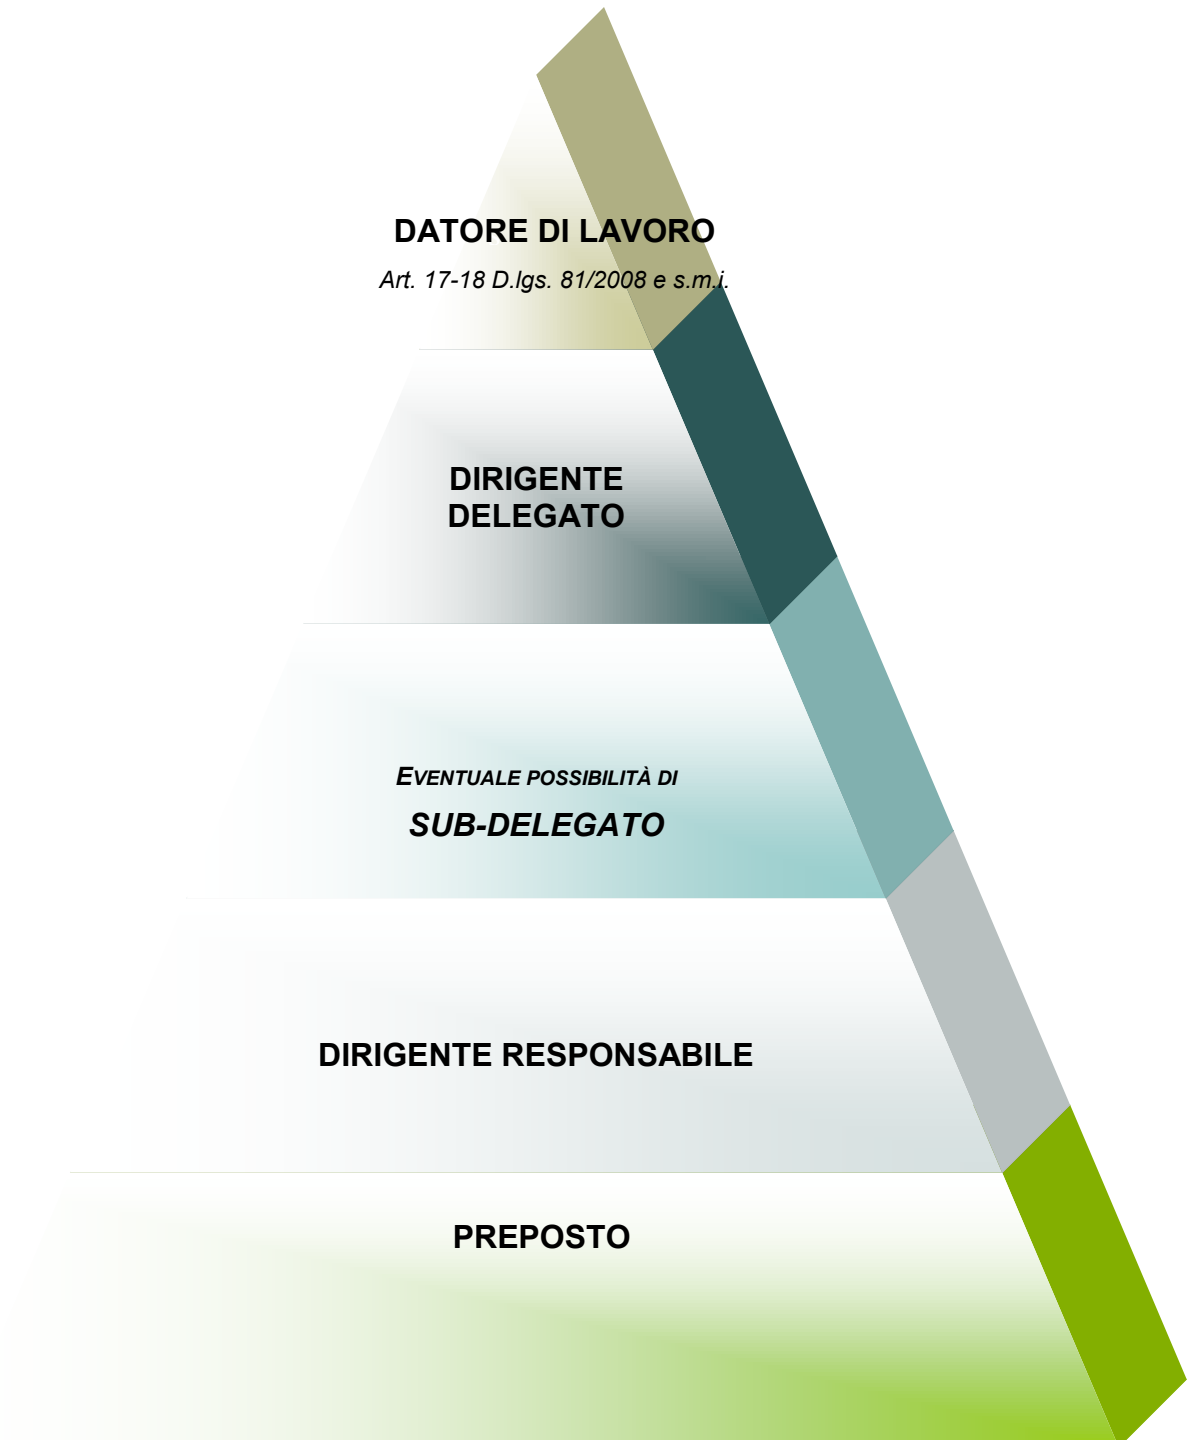 DATORE DI LAVORO
Art. 17-18 D.lgs. 81/2008 e s.m.i.
DIRIGENTE
DELEGATO
EVENTUALE POSSIBILITÀ DI
SUB-DELEGATO
DIRIGENTE RESPONSABILE
PREPOSTO